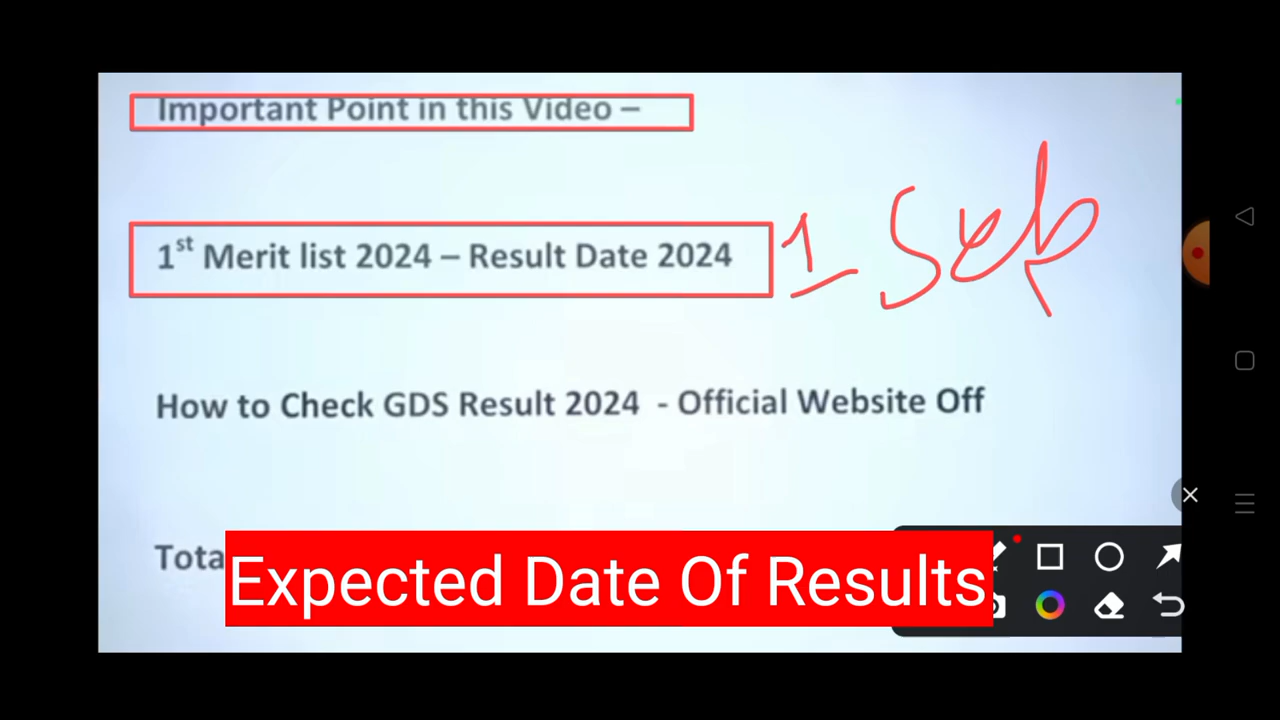 Important Point in this Video –
1st Merit list 2024 – Result Date 2024 1 Sep
How to Check GDS Result 2024 - Official Website Off
Tota
Expected Date Of Results